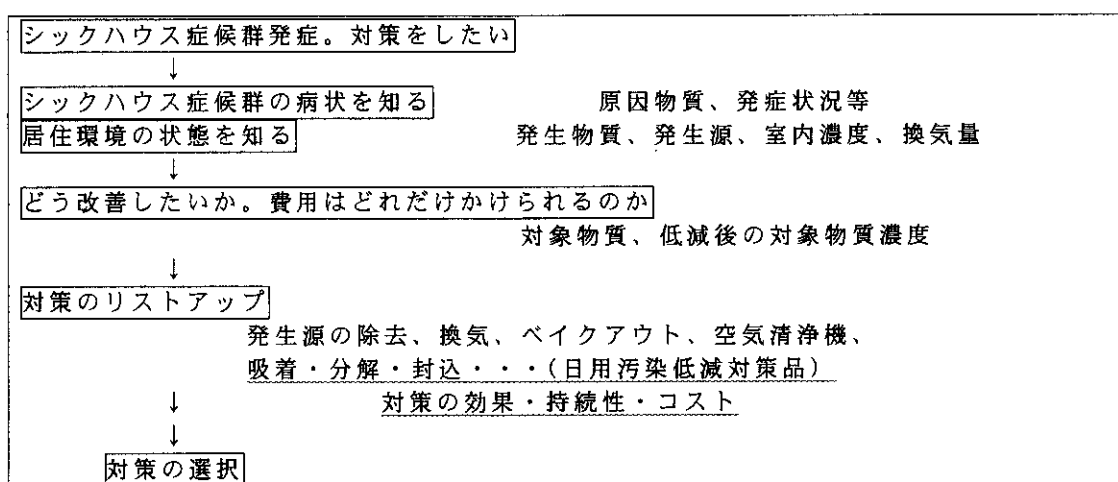 シックハウス症候群発症。対策をしたい
↓
シックハウス症候群の病状を知る 原因物質、発症状況等
居住環境の状態を知る 発生物質、発生源、室内濃度、換気量
↓
どう改善したいか。費用はどれだけかけられるのか
対象物質、低減後の対象物質濃度
↓
対策のリストアップ
発生源の除去、換気、ベイクアウト、空気清浄機、
吸着・分解・封込・・・(日用汚染低減対策品)
↓ 対策の効果・持続性・コスト
↓
対策の選択